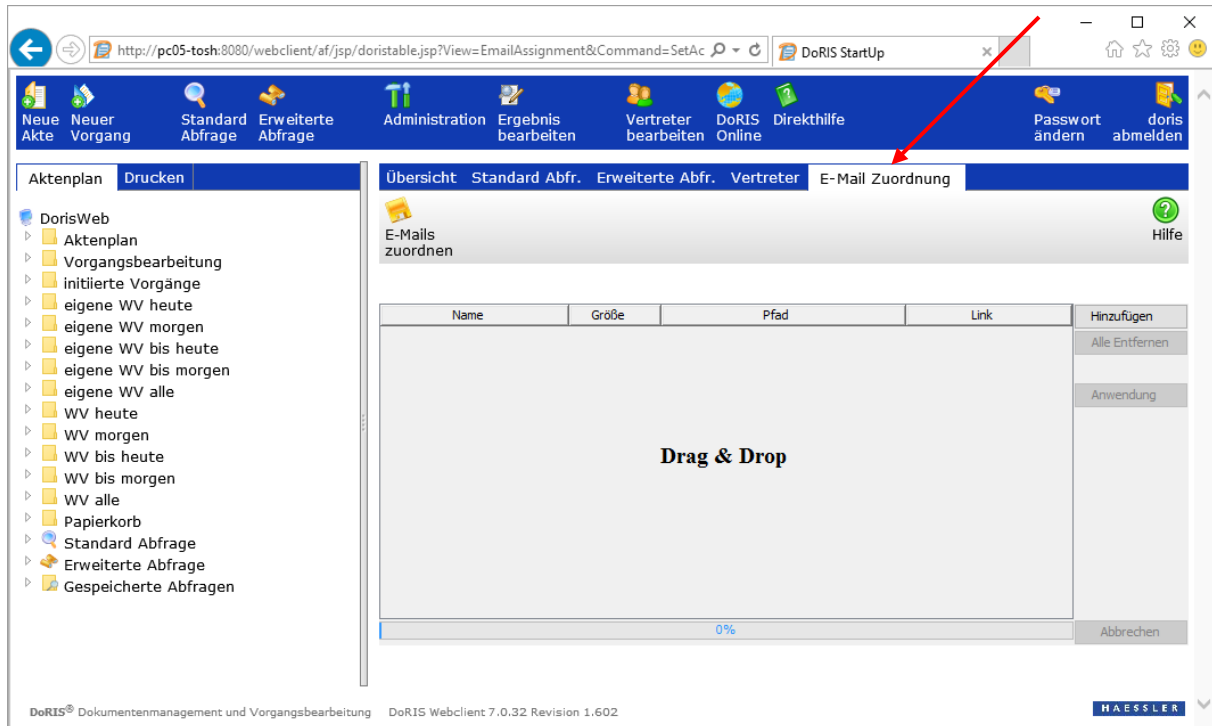 http://pc05-tosh:8080/webclient/af/jsp/doristable.jsp?View=EmailAssignment&Command=SetAc
DoRIS StartUp
Neue Akte
Neuer Vorgang
Standard Abfrage
Erweiterte Abfrage
Administration
Ergebnis bearbeiten
Vertreter bearbeiten
DoRIS Online
Direkthilfe
Passwort ändern
doris abmelden
Aktenplan Drucken
DorisWeb
Aktenplan
Vorgangsbearbeitung
initiierte Vorgänge
eigene WV heute
eigene WV morgen
eigene WV bis heute
eigene WV bis morgen
eigene WV alle
WV heute
WV morgen
WV bis heute
WV bis morgen
WV alle
Papierkorb
Standard Abfrage
Erweiterte Abfrage
Gespeicherte Abfragen
Übersicht Standard Abfr. Erweiterte Abfr. Vertreter E-Mail Zuordnung
E-Mails
zuordnen
Hilfe
Name Größe Pfad Link
Hinzufügen
Alle Entfernen
Anwendung
Drag & Drop
0%
Abbrechen
DoRIS® Dokumentenmanagement und Vorgangsbearbeitung DoRIS Webclient 7.0.32 Revision 1.602
HAESSLER